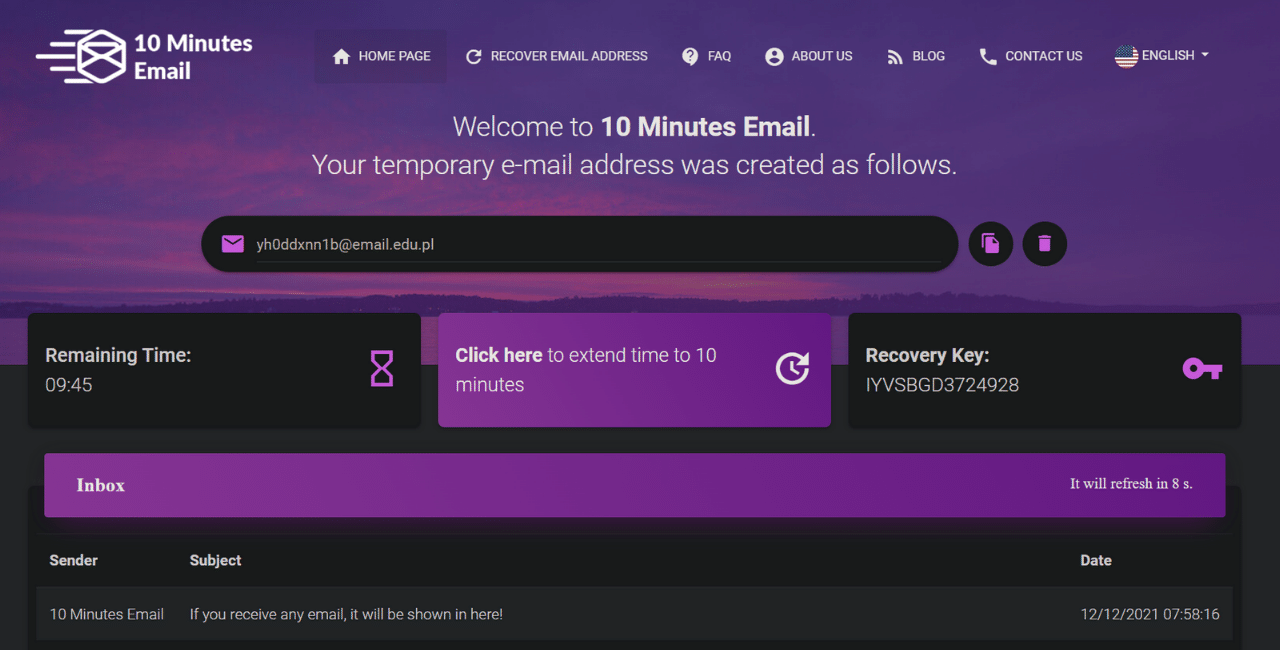 10 Minutes
Email
HOME PAGE
RECOVER EMAIL ADDRESS
FAQ
ABOUT US
BLOG
CONTACT US
ENGLISH
Welcome to 10 Minutes Email.
Your temporary e-mail address was created as follows.
yh0ddxnn1b@email.edu.pl
Remaining Time:
09:45
Click here to extend time to 10
minutes
Recovery Key:
IYVSBGD3724928
Inbox
It will refresh in 8 s.
Sender Subject Date
10 Minutes Email If you receive any email, it will be shown in here! 12/12/2021 07:58:16